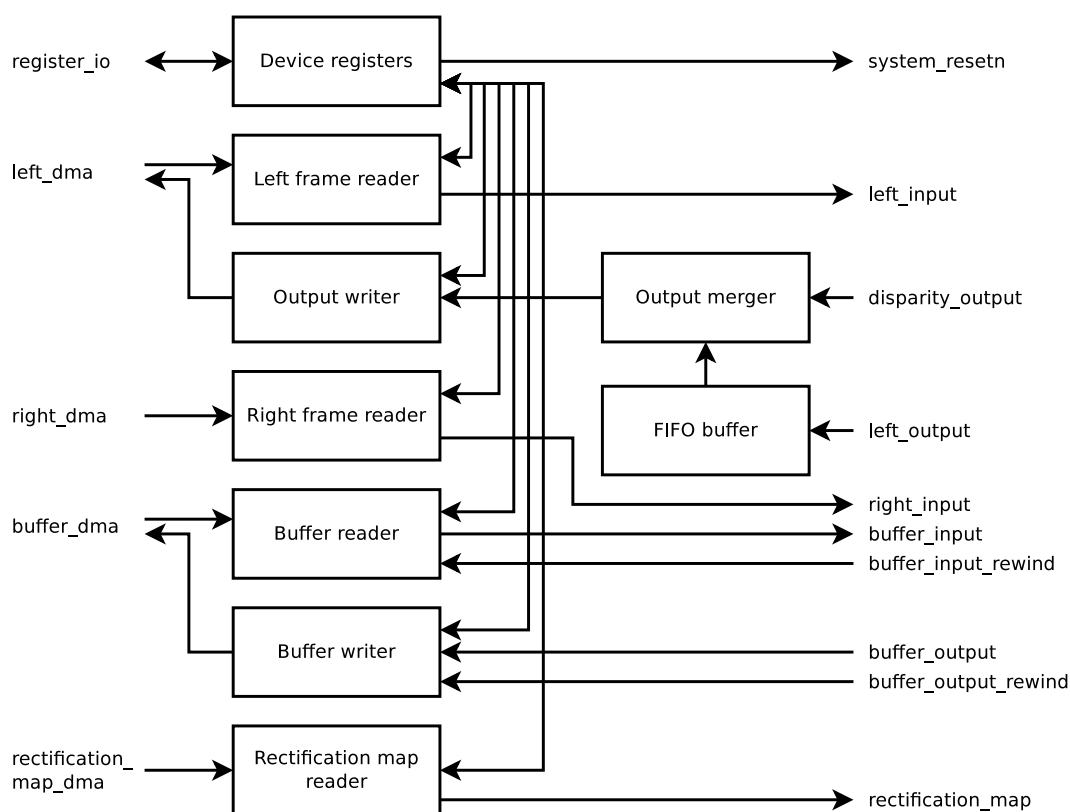 register_io
Device registers
system_resetn
left_dma
Left frame reader
left_input
Output writer
Output merger
disparity_output
right_dma
Right frame reader
FIFO buffer
left_output
right_input
buffer_dma
Buffer reader
buffer_input
buffer_input_rewind
Buffer writer
buffer_output
buffer_output_rewind
rectification_
map_dma
Rectification map
reader
rectification_map